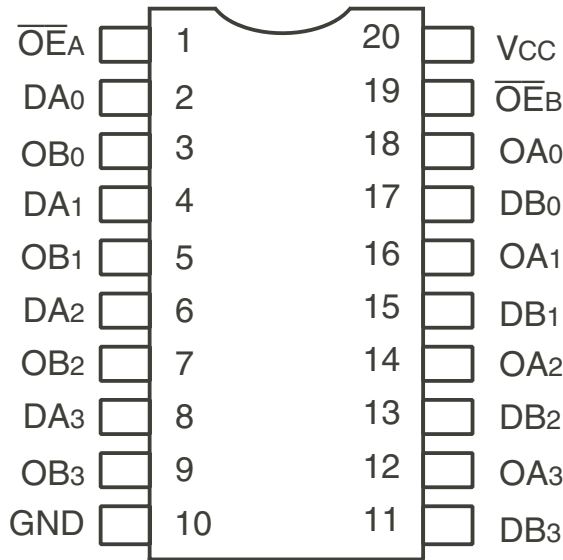 OEA 1 20 VCC
DA0 2 19 OEB
OB0 3 18 OA0
DA1 4 17 DB0
OB1 5 16 OA1
DA2 6 15 DB1
OB2 7 14 OA2
DA3 8 13 DB2
OB3 9 12 OA3
GND 10 11 DB3